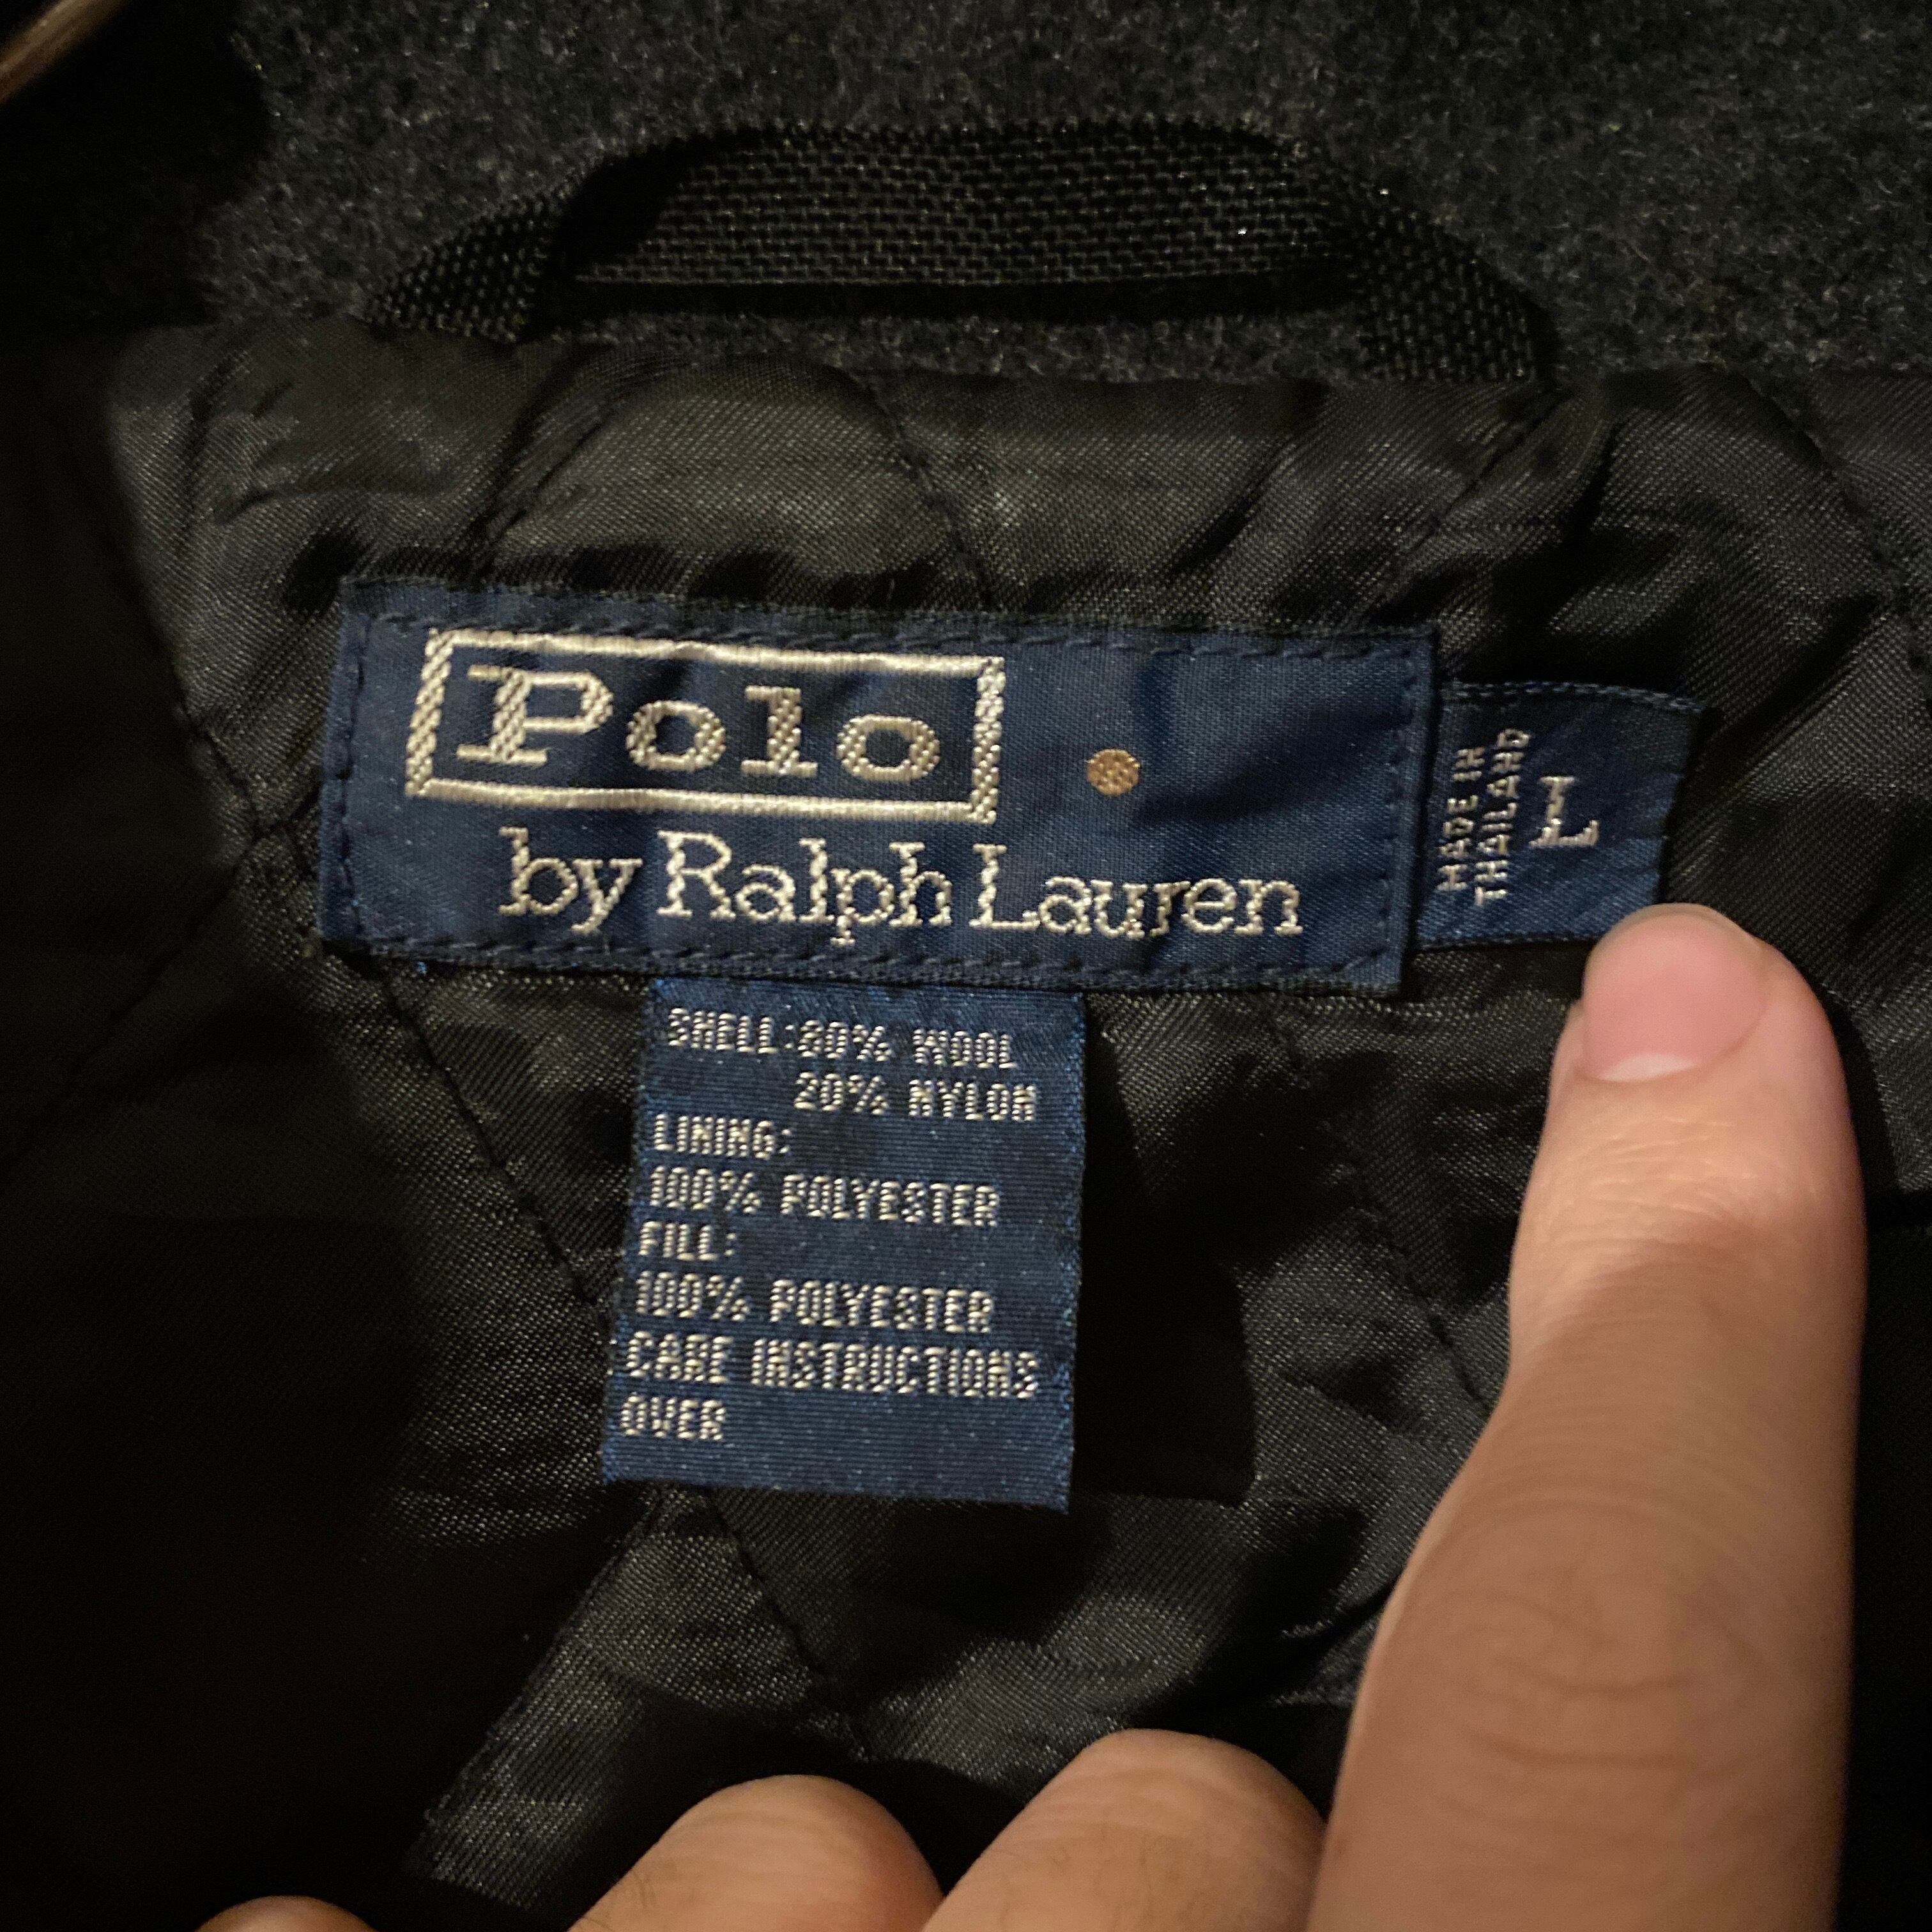 Polo
by Ralph Lauren
MADE IN
THAILAND
L
SHELL:80% WOOL
20% NYLON
LINING:
100% POLYESTER
FILL:
100% POLYESTER
CARE INSTRUCTIONS
OVER